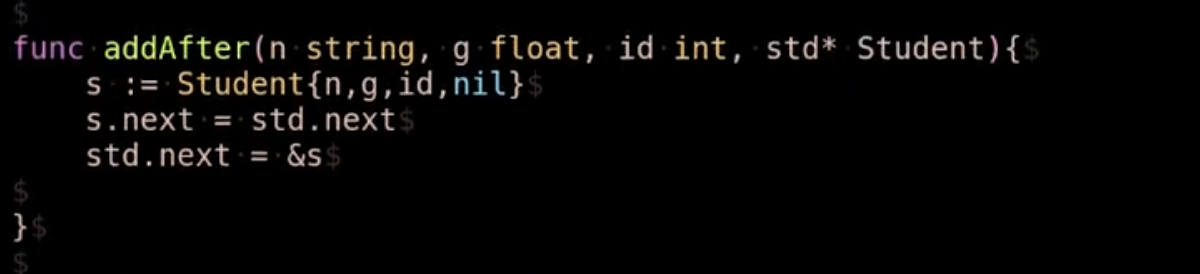 $
func addAfter(n string, g float, id int, std* Student){$
    s := Student{n,g,id,nil}$
    s.next = std.next$
    std.next = &s$
$
}$
$